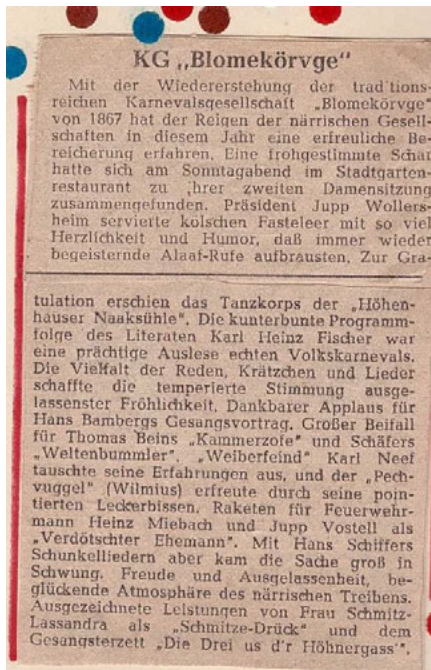 KG „Blomekörvge"
Mit der Wiedererstehung der traditions-
reichen Karnevalsgesellschaft „Blomekörvge"
von 1867 hat der Reigen der närrischen Gesell-
schaften in diesem Jahr eine erfreuliche Be-
reicherung erfahren. Eine frohgestimmte Schar
hatte sich am Sonntagabend im Stadtgarten-
restaurant zu ihrer zweiten Damensitzung
zusammengefunden. Präsident Jupp Wollers-
heim servierte kölschen Fasteleer mit so viel
Herzlichkeit und Humor, daß immer wieder
begeisternde Alaaf-Rufe aufbrausten. Zur Gra-
tulation erschien das Tanzkorps der „Höhen-
hauser Naaksühle". Die kunterbunte Programm-
folge des Literaten Karl Heinz Fischer war
eine prächtige Auslese echten Volkskarnevals.
Die Vielfalt der Reden, Krätzchen und Lieder
schaffte die temperierte Stimmung ausge-
lassenster Fröhlichkeit. Dankbarer Applaus für
Hans Bambergs Gesangsvortrag. Großer Beifall
für Thomas Beins „Kammerzofe" und Schäfers
„Weltenbummler". „Weiberfeind" Karl Neef
tauschte seine Erfahrungen aus, und der „Pech-
vuggel" (Wilmius) erfreute durch seine poin-
tierten Leckerbissen. Raketen für Feuerwehr-
mann Heinz Miebach und Jupp Vostell als
„Verdötschter Ehemann". Mit Hans Schiffers
Schunkelliedern aber kam die Sache groß in
Schwung. Freude und Ausgelassenheit, be-
glückende Atmosphäre des närrischen Treibens.
Ausgezeichnete Leistungen von Frau Schmitz-
Lassandra als „Schmitze-Drück" und dem
Gesangsterzett „Die Drei us d'r Höhnergass'".